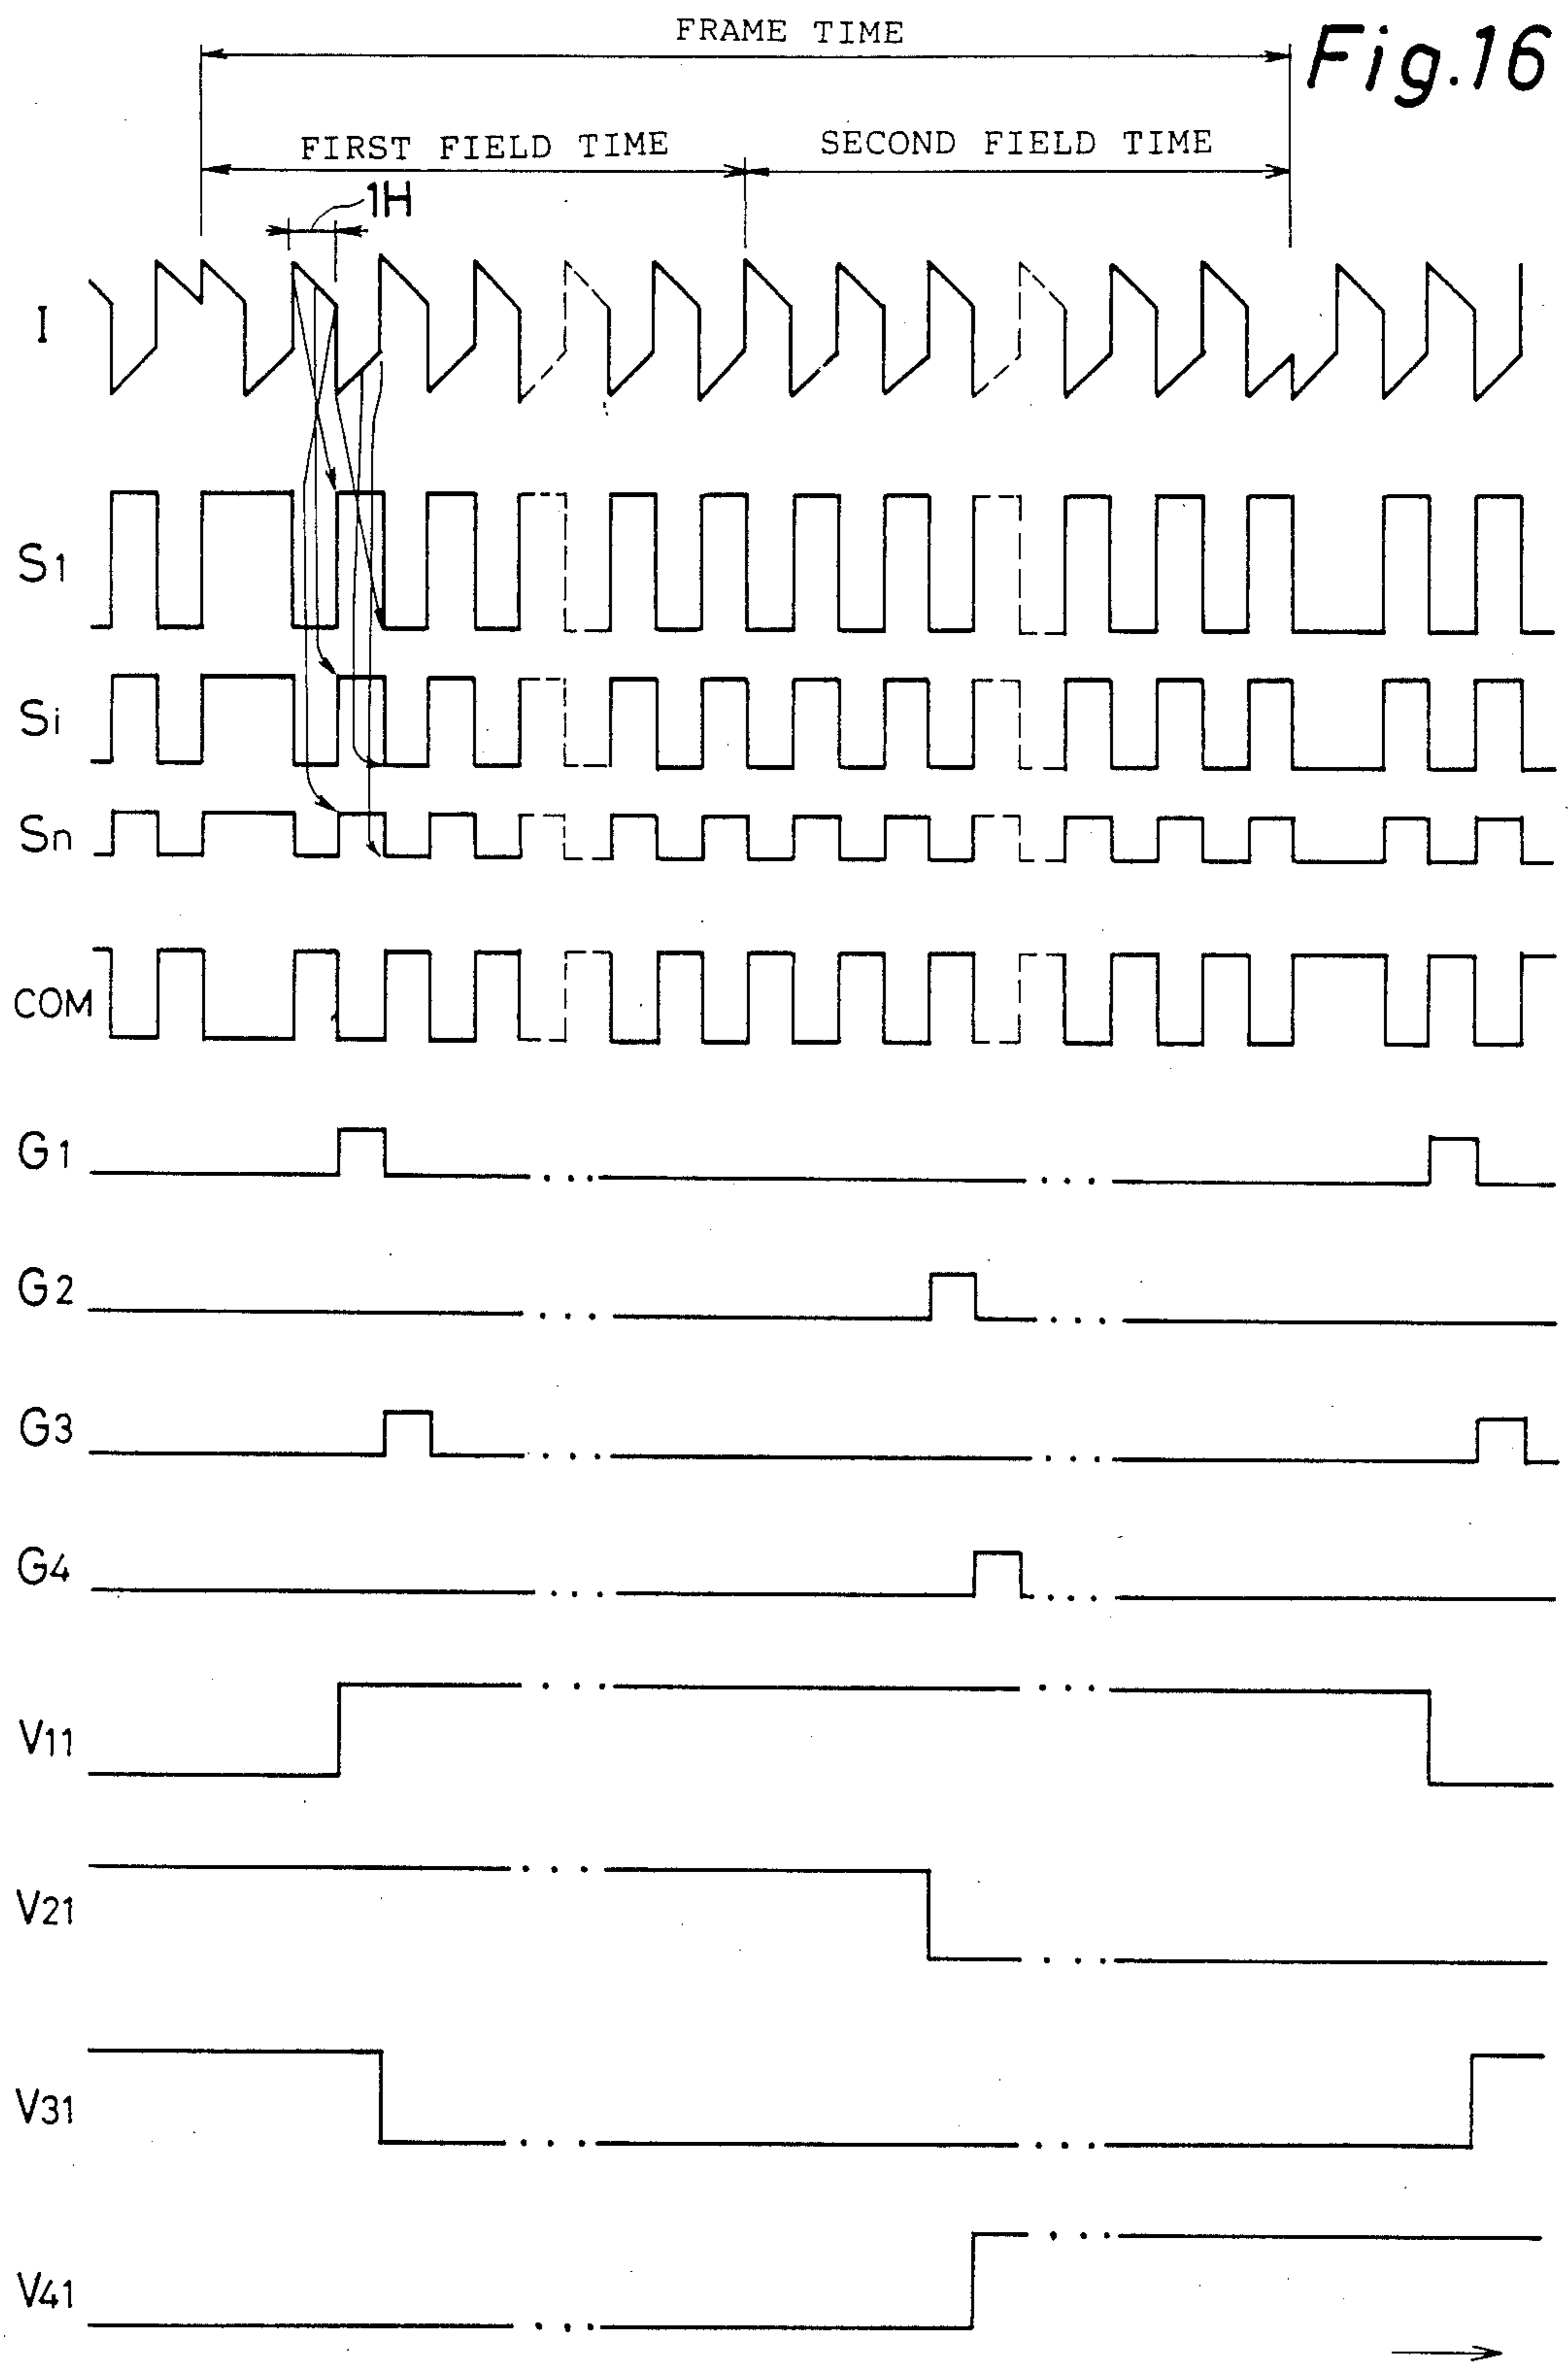 FRAME TIME
Fig.16
FIRST FIELD TIME
SECOND FIELD TIME
1H
I
S1
Si
Sn
COM
G1
G2
G3
G4
V11
V21
V31
V41